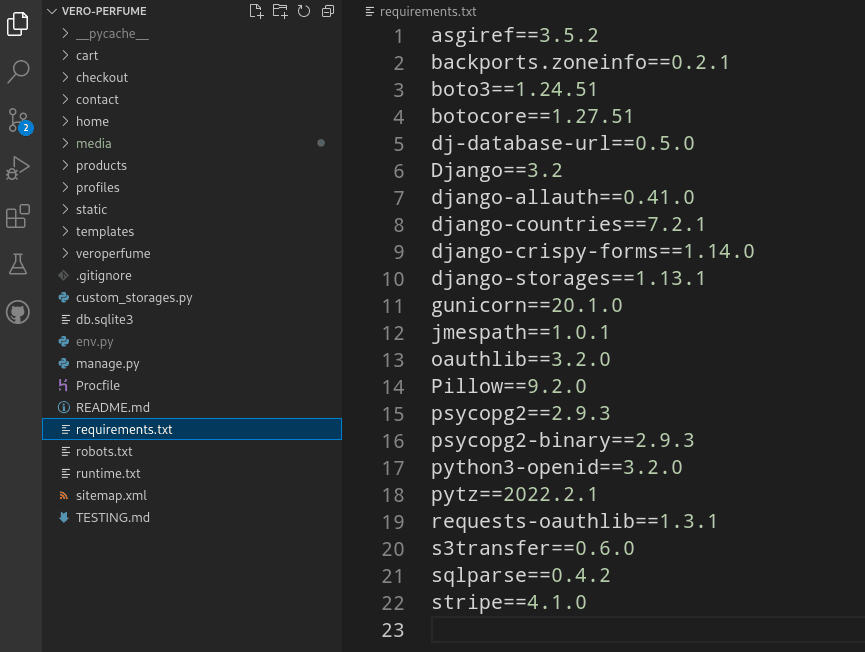 VERO-PERFUME
__pycache__
cart
checkout
contact
home
media
products
profiles
static
templates
veroperfume
.gitignore
custom_storages.py
db.sqlite3
env.py
manage.py
Procfile
README.md
requirements.txt
robots.txt
runtime.txt
sitemap.xml
TESTING.md
2
requirements.txt
1 asgiref==3.5.2
2 backports.zoneinfo==0.2.1
3 boto3==1.24.51
4 botocore==1.27.51
5 dj-database-url==0.5.0
6 Django==3.2
7 django-allauth==0.41.0
8 django-countries==7.2.1
9 django-crispy-forms==1.14.0
10 django-storages==1.13.1
11 gunicorn==20.1.0
12 jmespath==1.0.1
13 oauthlib==3.2.0
14 Pillow==9.2.0
15 psycopg2==2.9.3
16 psycopg2-binary==2.9.3
17 python3-openid==3.2.0
18 pytz==2022.2.1
19 requests-oauthlib==1.3.1
20 s3transfer==0.6.0
21 sqlparse==0.4.2
22 stripe==4.1.0
23